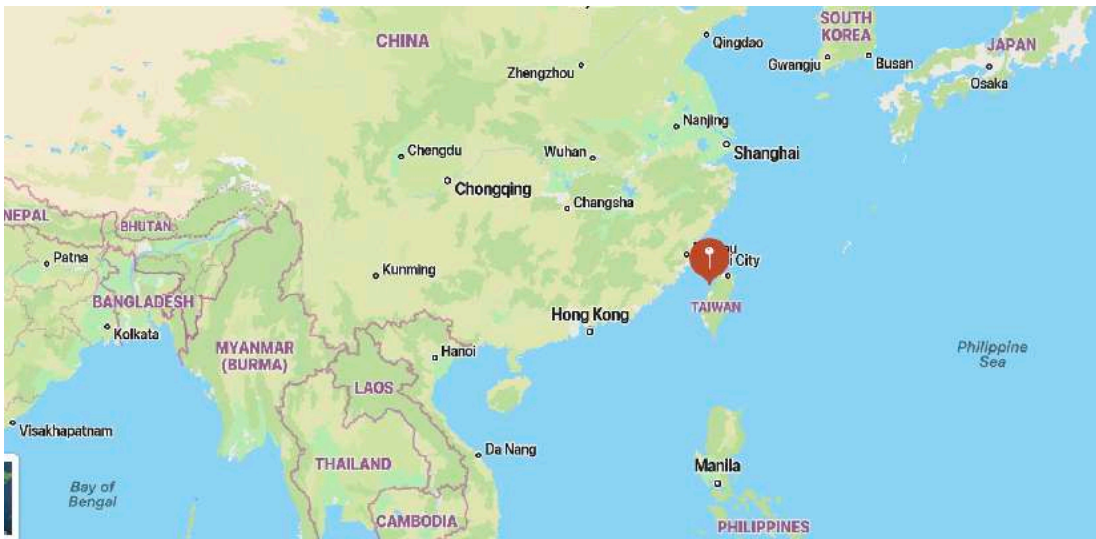 SOUTH
KOREA
CHINA
Qingdao
JAPAN
Gwangju
Busan
Zhengzhou
Osaka
Nanjing
Chengdu
Wuhan
Shanghai
Chongqing
Changsha
NEPAL
BHUTAN
Patna
City
Kunming
BANGLADESH
TAIWAN
Hong Kong
Kolkata
MYANMAR
(BURMA)
Hanoi
Philippine
Sea
LAOS
Visakhapatnam
Da Nang
THAILAND
Manila
Bay of
Bengal
CAMBODIA
PHILIPPINES